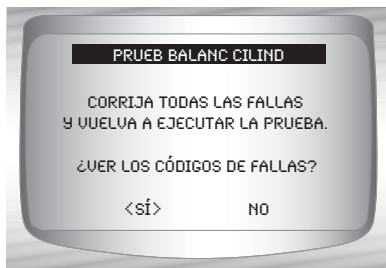 PRUEB BALANC CILIND
CORRIJA TODAS LAS FALLAS
Y VUELVA A EJECUTAR LA PRUEBA.
¿VER LOS CÓDIGOS DE FALLAS?
<SÍ> NO